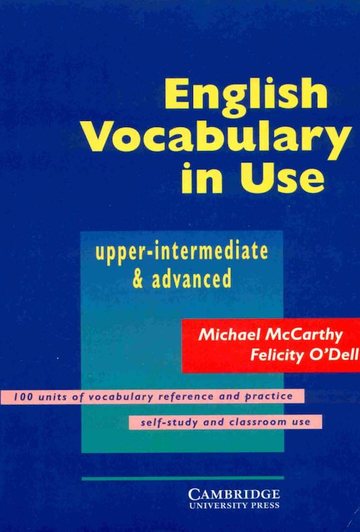 English
Vocabulary
in Use
upper-intermediate
& advanced
Michael McCarthy
Felicity O'Dell
100 units of vocabulary reference and practice
self-study and classroom use
CAMBRIDGE
UNIVERSITY PRESS